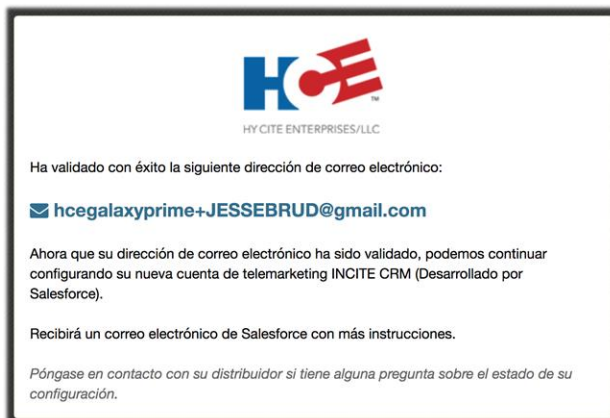 HCE
TM
HY CITE ENTERPRISES/LLC
Ha validado con éxito la siguiente dirección de correo electrónico:
hcegalaxyprime+JESSEBRUD@gmail.com
Ahora que su dirección de correo electrónico ha sido validado, podemos continuar
configurando su nueva cuenta de telemarketing INCITE CRM (Desarrollado por
Salesforce).
Recibirá un correo electrónico de Salesforce con más instrucciones.
Póngase en contacto con su distribuidor si tiene alguna pregunta sobre el estado de su
configuración.